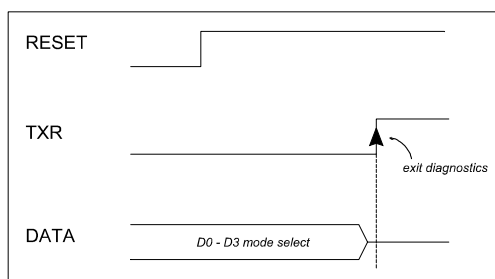 RESET
TXR
exit diagnostics
DATA
D0 - D3 mode select